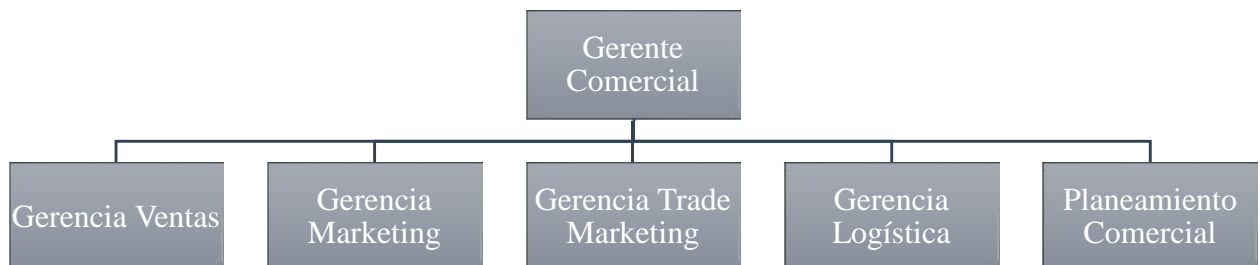 Gerente
Comercial
Gerencia Ventas
Gerencia
Marketing
Gerencia Trade
Marketing
Gerencia
Logística
Planeamiento
Comercial